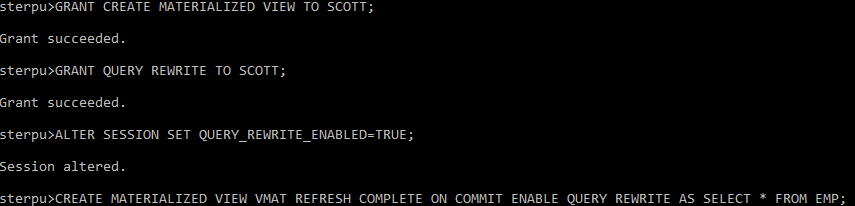 sterpu>GRANT CREATE MATERIALIZED VIEW TO SCOTT;
Grant succeeded.
sterpu>GRANT QUERY REWRITE TO SCOTT;
Grant succeeded.
sterpu>ALTER SESSION SET QUERY_REWRITE_ENABLED=TRUE;
Session altered.
sterpu>CREATE MATERIALIZED VIEW VMAT REFRESH COMPLETE ON COMMIT ENABLE QUERY REWRITE AS SELECT * FROM EMP;